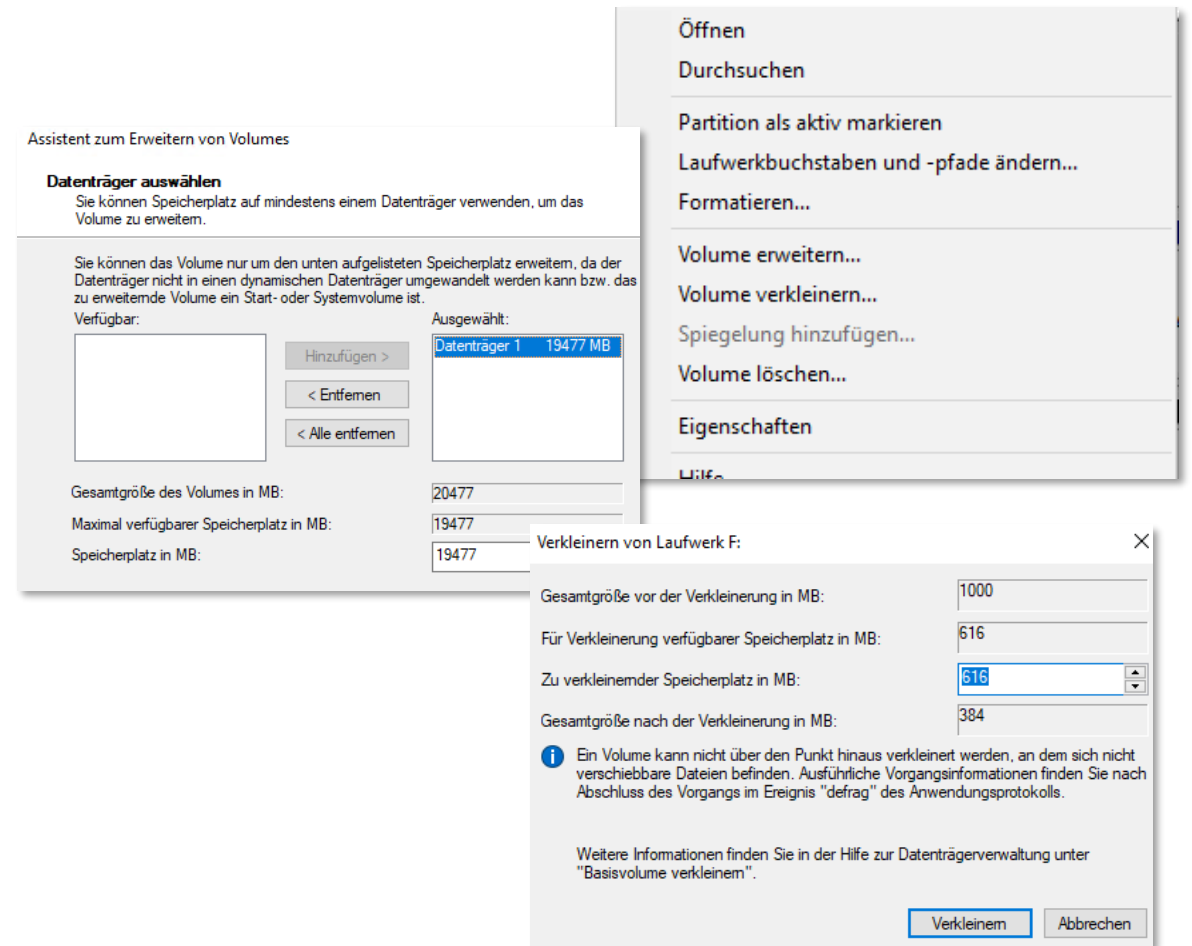 Öffnen
Durchsuchen
Partition als aktiv markieren
Laufwerkbuchstaben und -pfade ändern...
Formatieren...
Volume erweitern...
Volume verkleinern...
Spiegelung hinzufügen...
Volume löschen...
Eigenschaften
Hilfe
Assistent zum Erweitern von Volumes
Datenträger auswählen
Sie können Speicherplatz auf mindestens einem Datenträger verwenden, um das
Volume zu erweitern.
Sie können das Volume nur um den unten aufgelisteten Speicherplatz erweitern, da der
Datenträger nicht in einen dynamischen Datenträger umgewandelt werden kann bzw. das
zu erweiternde Volume ein Start- oder Systemvolume ist.
Verfügbar:
Ausgewählt:
Datenträger 1 19477 MB
Hinzufügen >
< Entfernen
< Alle entfernen
Gesamtgröße des Volumes in MB: 20477
Maximal verfügbarer Speicherplatz in MB: 19477
Speicherplatz in MB: 19477
Verkleinern von Laufwerk F:
Gesamtgröße vor der Verkleinerung in MB: 1000
Für Verkleinerung verfügbarer Speicherplatz in MB: 616
Zu verkleinernder Speicherplatz in MB: 616
Gesamtgröße nach der Verkleinerung in MB: 384
Ein Volume kann nicht über den Punkt hinaus verkleinert werden, an dem sich nicht
verschiebbare Dateien befinden. Ausführliche Vorgangsinformationen finden Sie nach
Abschluss des Vorgangs im Ereignis "defrag" des Anwendungsprotokolls.
Weitere Informationen finden Sie in der Hilfe zur Datenträgerverwaltung unter
"Basisvolume verkleinern".
Verkleinern
Abbrechen